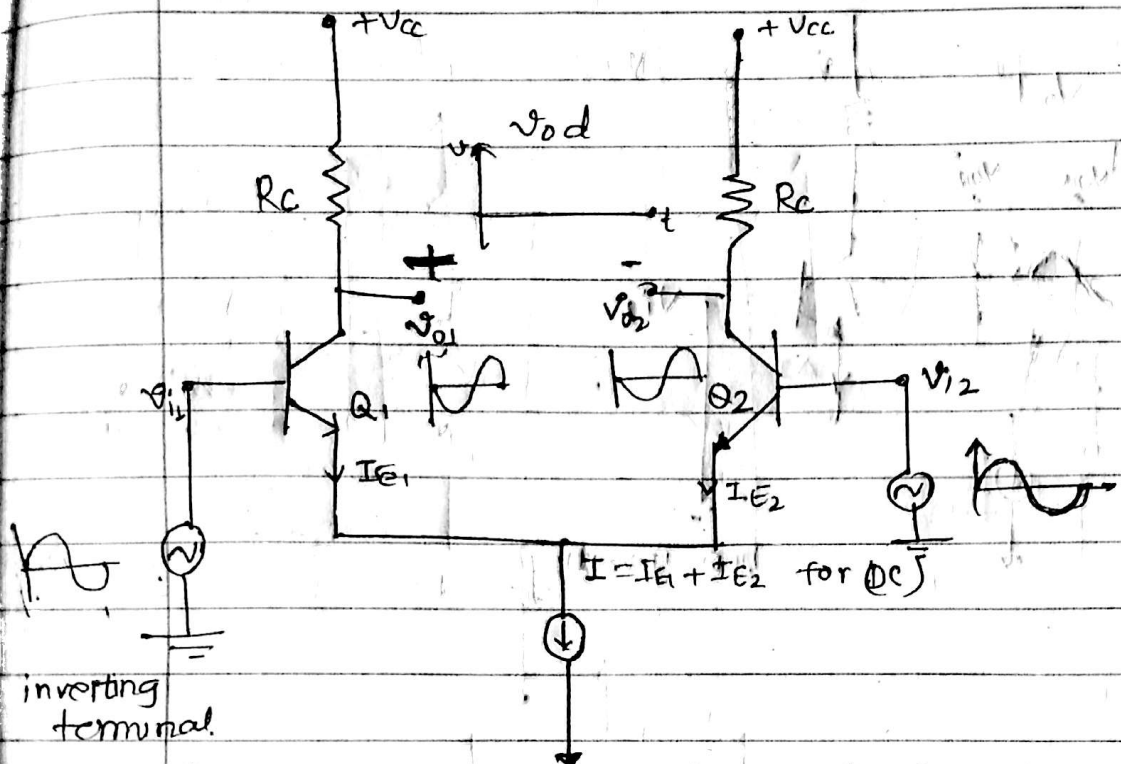 +Vcc
+ Vcc
vod
v
t
Rc
Rc
+
-
vo1
Vo2
vi1
Q1
Q2
Vi2
IE1
IE2
I = IE1 + IE2 for DC
inverting
terminal.